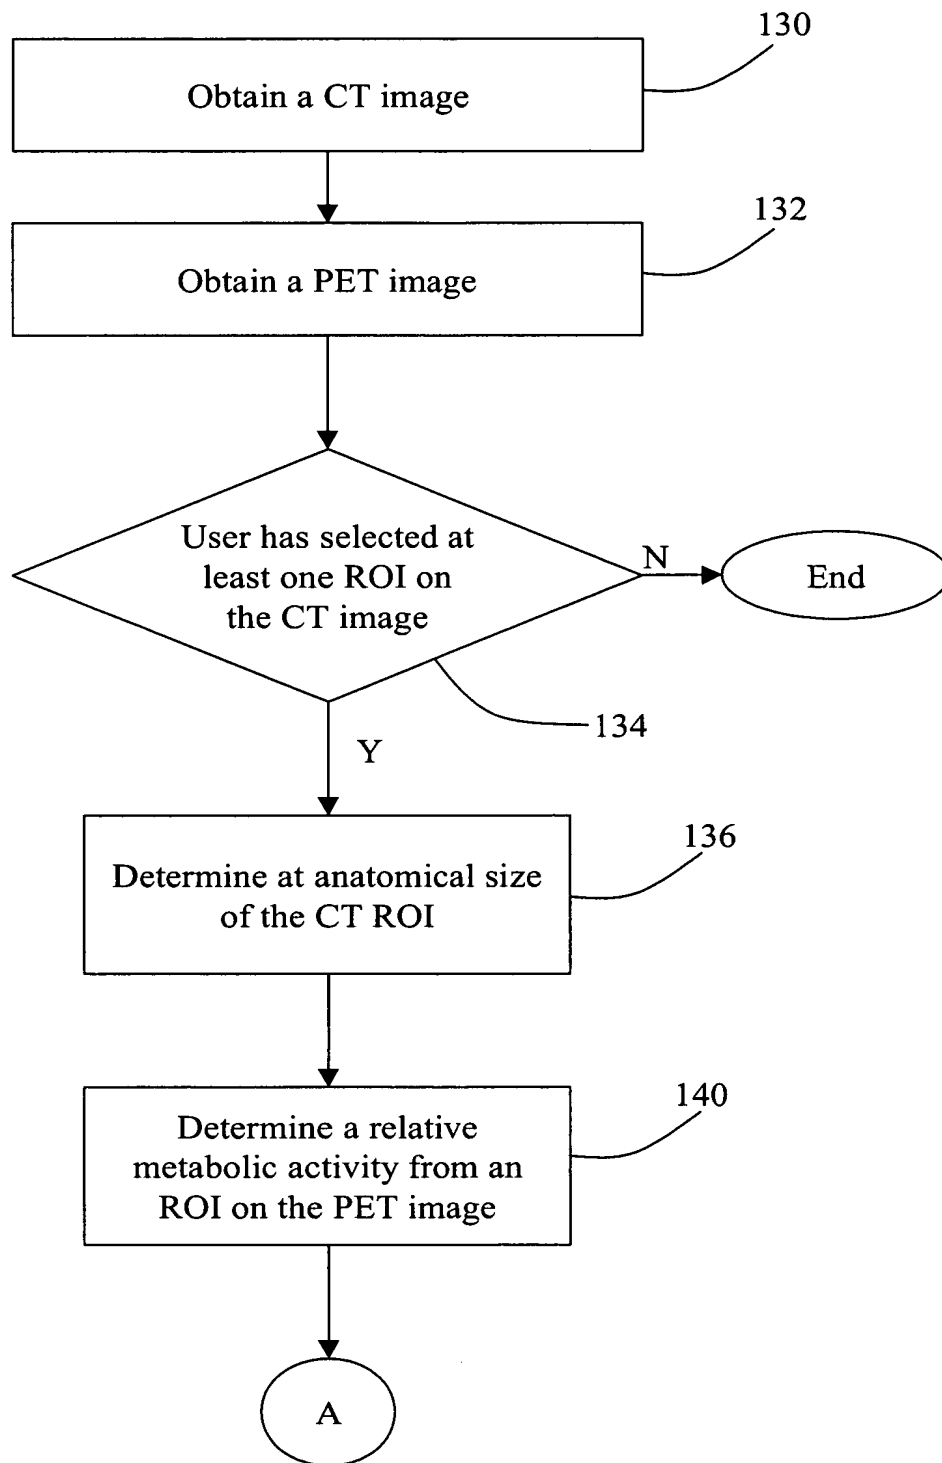 130
Obtain a CT image
132
Obtain a PET image
User has selected at
least one ROI on
the CT image
N
End
134
Y
136
Determine at anatomical size
of the CT ROI
140
Determine a relative
metabolic activity from an
ROI on the PET image
A